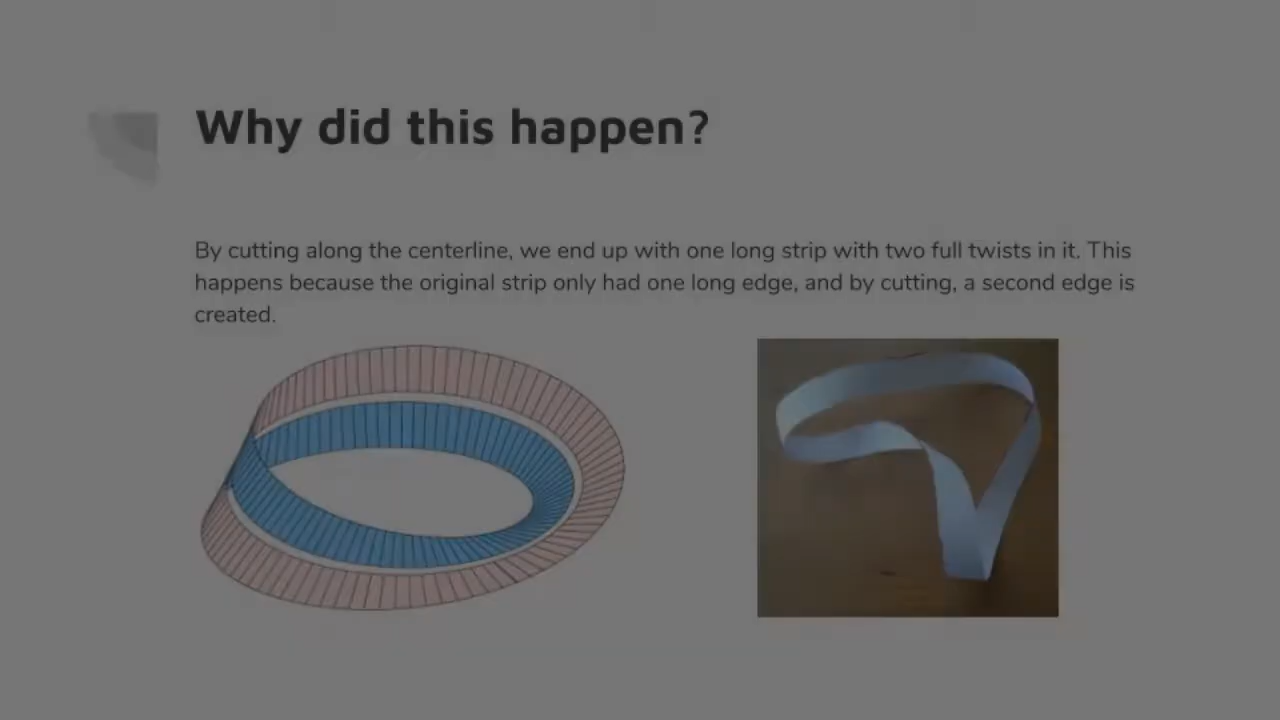 Why did this happen?
By cutting along the centerline, we end up with one long strip with two full twists in it. This
happens because the original strip only had one long edge, and by cutting, a second edge is
created.